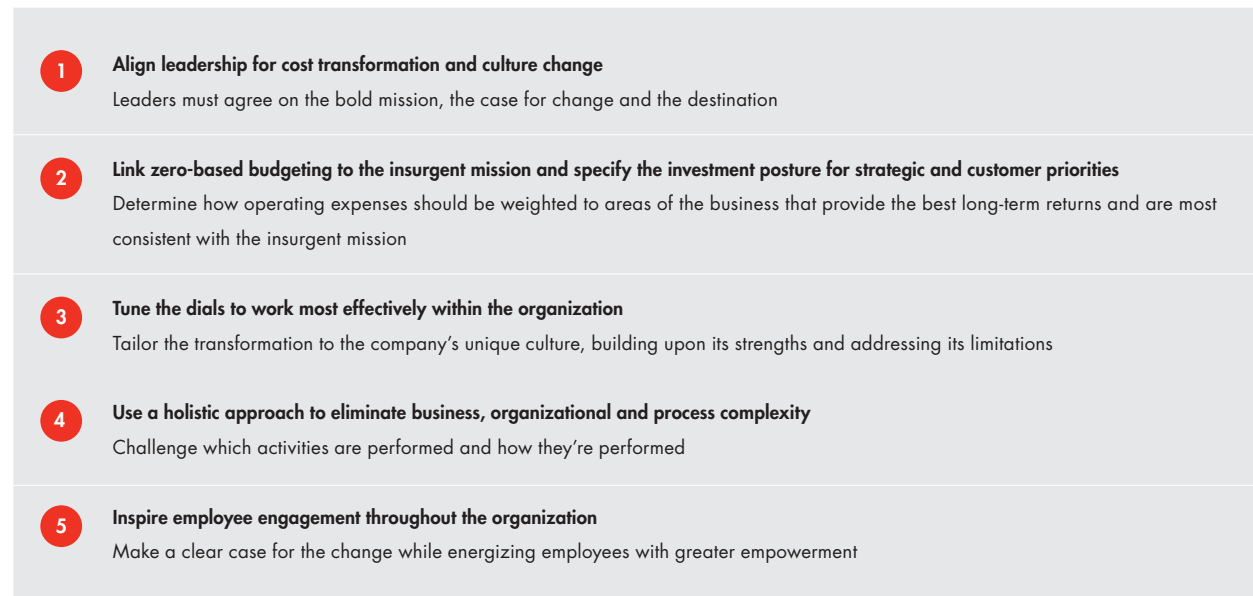 1
Align leadership for cost transformation and culture change
Leaders must agree on the bold mission, the case for change and the destination
2
Link zero-based budgeting to the insurgent mission and specify the investment posture for strategic and customer priorities
Determine how operating expenses should be weighted to areas of the business that provide the best long-term returns and are most
consistent with the insurgent mission
3
Tune the dials to work most effectively within the organization
Tailor the transformation to the company’s unique culture, building upon its strengths and addressing its limitations
4
Use a holistic approach to eliminate business, organizational and process complexity
Challenge which activities are performed and how they’re performed
5
Inspire employee engagement throughout the organization
Make a clear case for the change while energizing employees with greater empowerment